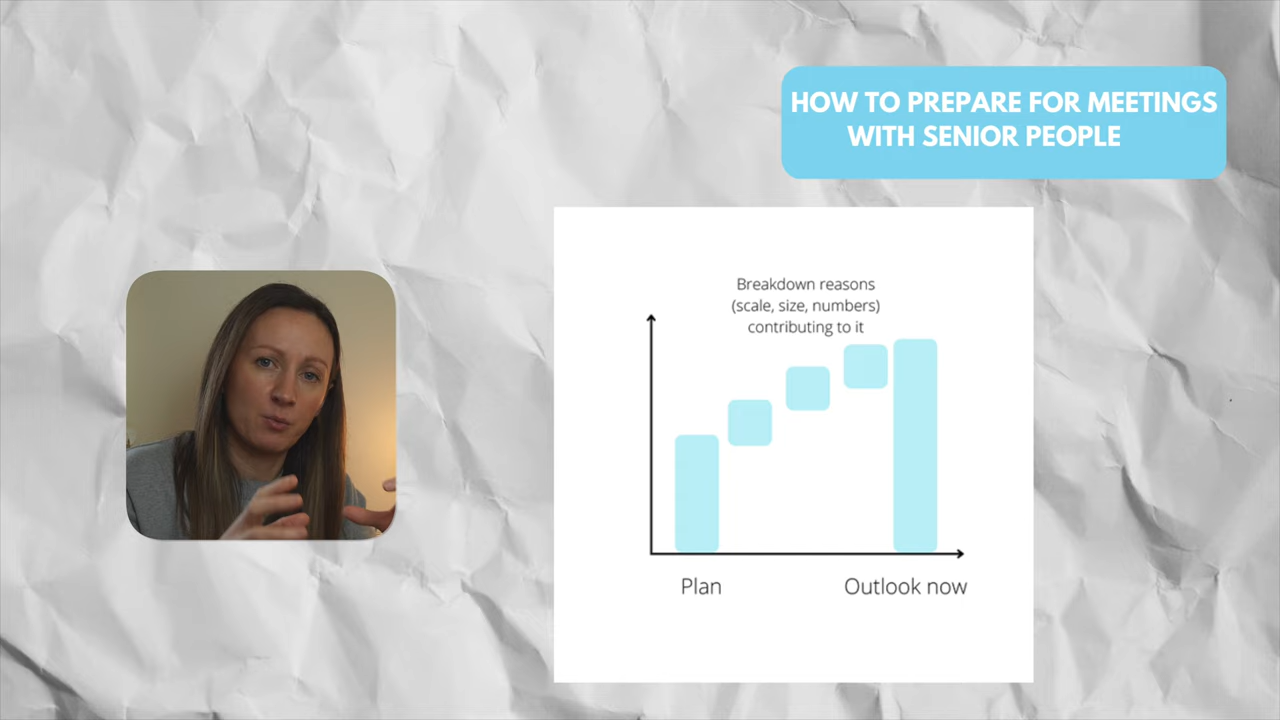 HOW TO PREPARE FOR MEETINGS
WITH SENIOR PEOPLE
Breakdown reasons
(scale, size, numbers)
contributing to it
Plan
Outlook now